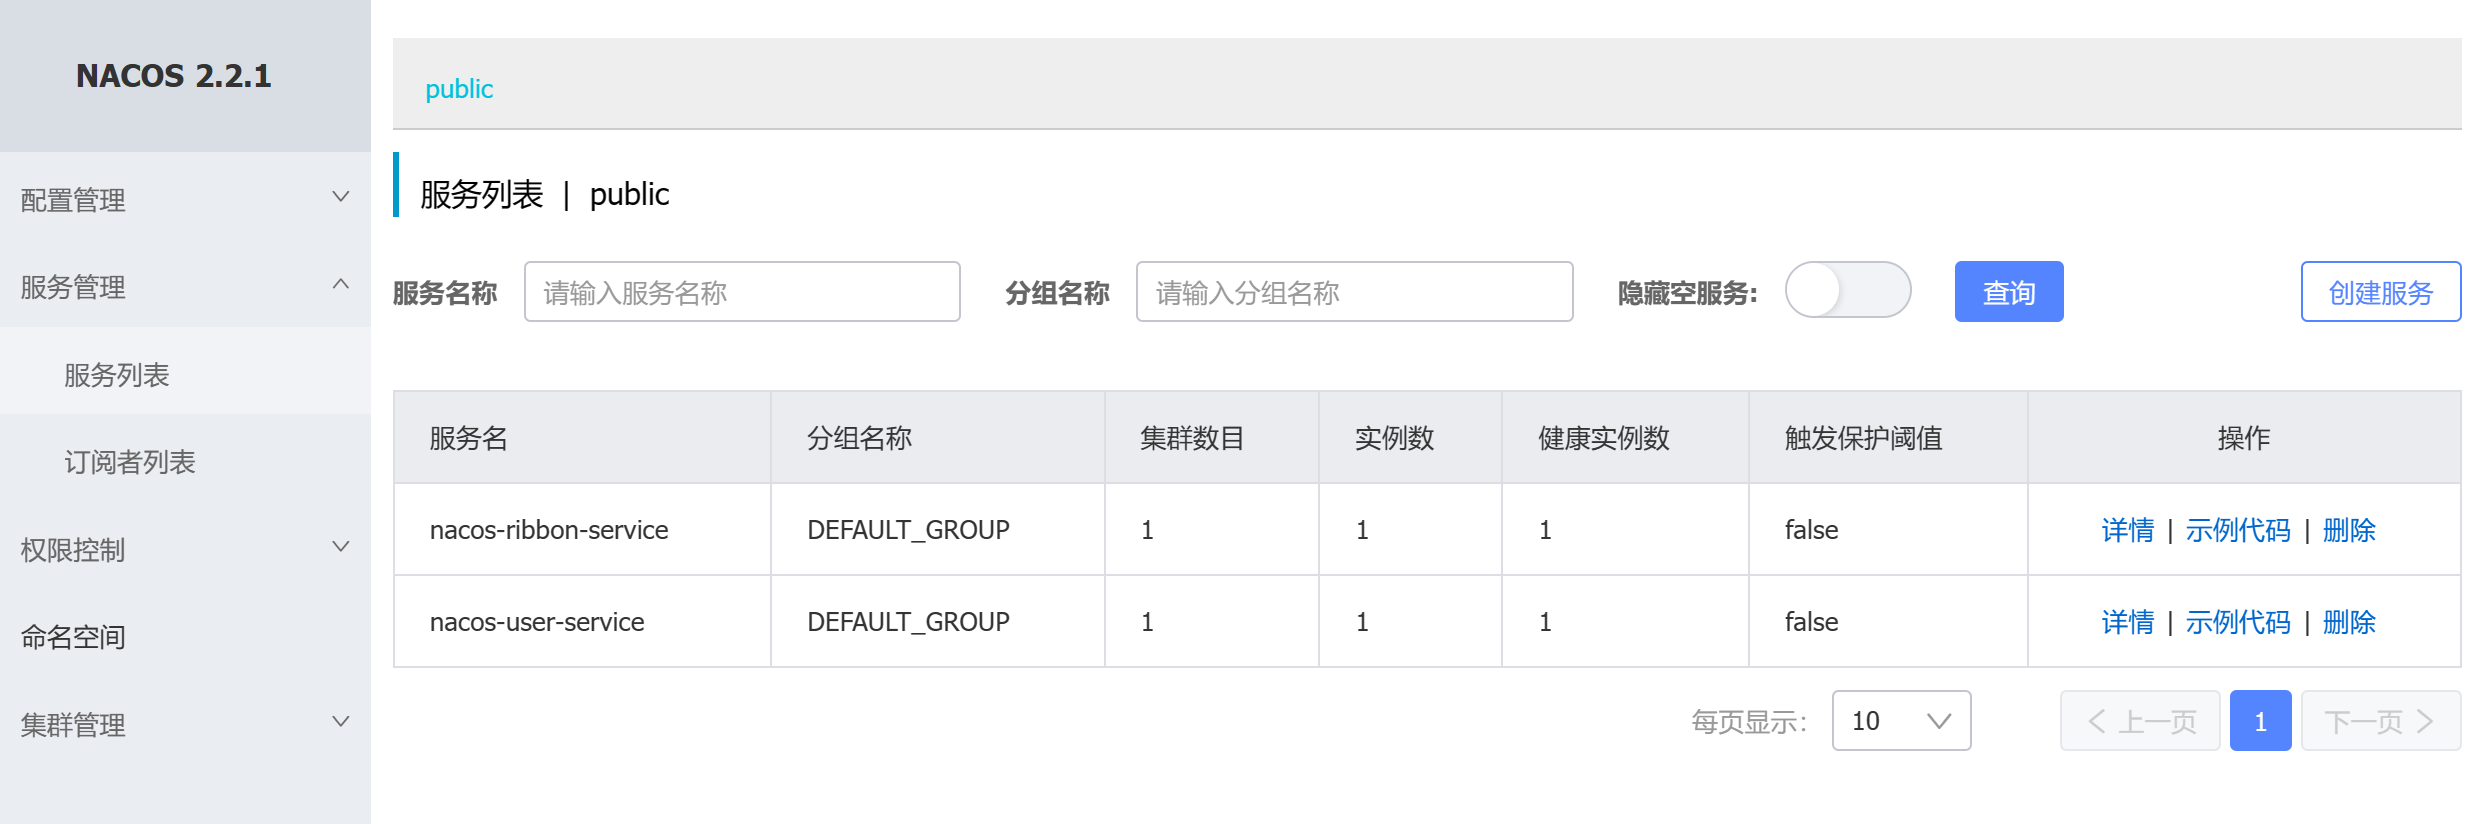 NACOS 2.2.1
配置管理
服务管理
服务列表
订阅者列表
权限控制
命名空间
集群管理
public
服务列表 | public
服务名称 请输入服务名称 分组名称 请输入分组名称 隐藏空服务: 查询 创建服务
服务名 分组名称 集群数目 实例数 健康实例数 触发保护阈值 操作
nacos-ribbon-service DEFAULT_GROUP 1 1 1 false 详情 | 示例代码 | 删除
nacos-user-service DEFAULT_GROUP 1 1 1 false 详情 | 示例代码 | 删除
每页显示: 10 上一页 1 下一页